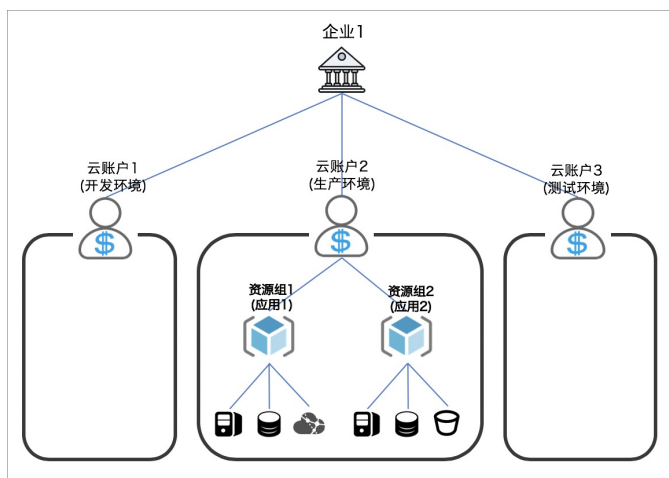 企业1
云账户1
(开发环境)
云账户2
(生产环境)
云账户3
(测试环境)
$
$
$
资源组1
(应用1)
资源组2
(应用2)